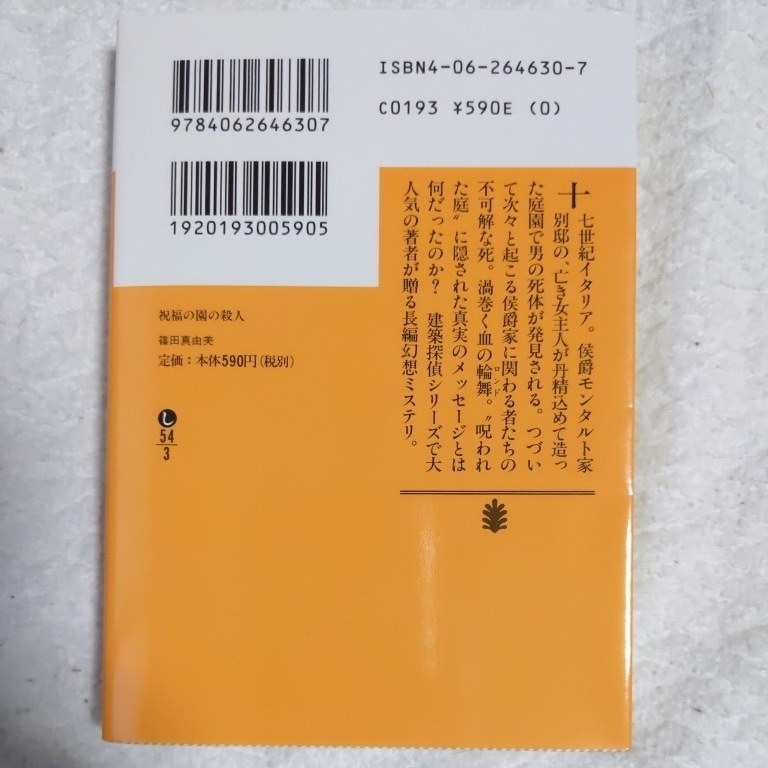 ISBN4-06-264630-7
C0193 ¥590E (0)
9784062646307
1920193005905
十七世紀イタリア。侯爵モンタルト家
別邸の、亡き女主人が丹精込めて造っ
た庭園で男の死体が発見される。つづい
て次々と起こる侯爵家に関わる者たちの
不可解な死。渦巻く血の輪舞。〝呪われ
ロンド
た庭〟に隠された真実のメッセージとは
何だったのか？　建築探偵シリーズで大
人気の著者が贈る長編幻想ミステリ。
祝福の園の殺人
篠田真由美
定価：本体590円（税別）
し
54
3